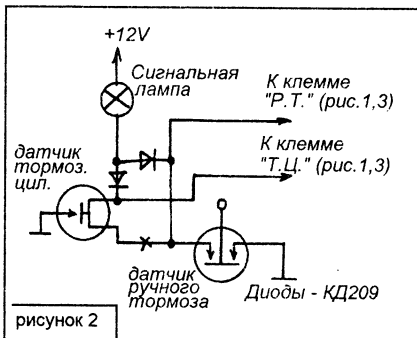 +12V
Сигнальная
лампа
К клемме
"Р.Т." (рис.1,3)
К клемме
"Т.Ц." (рис.1,3)
датчик
тормоз.
цил.
датчик
ручного
тормоза
Диоды - КД209
рисунок 2